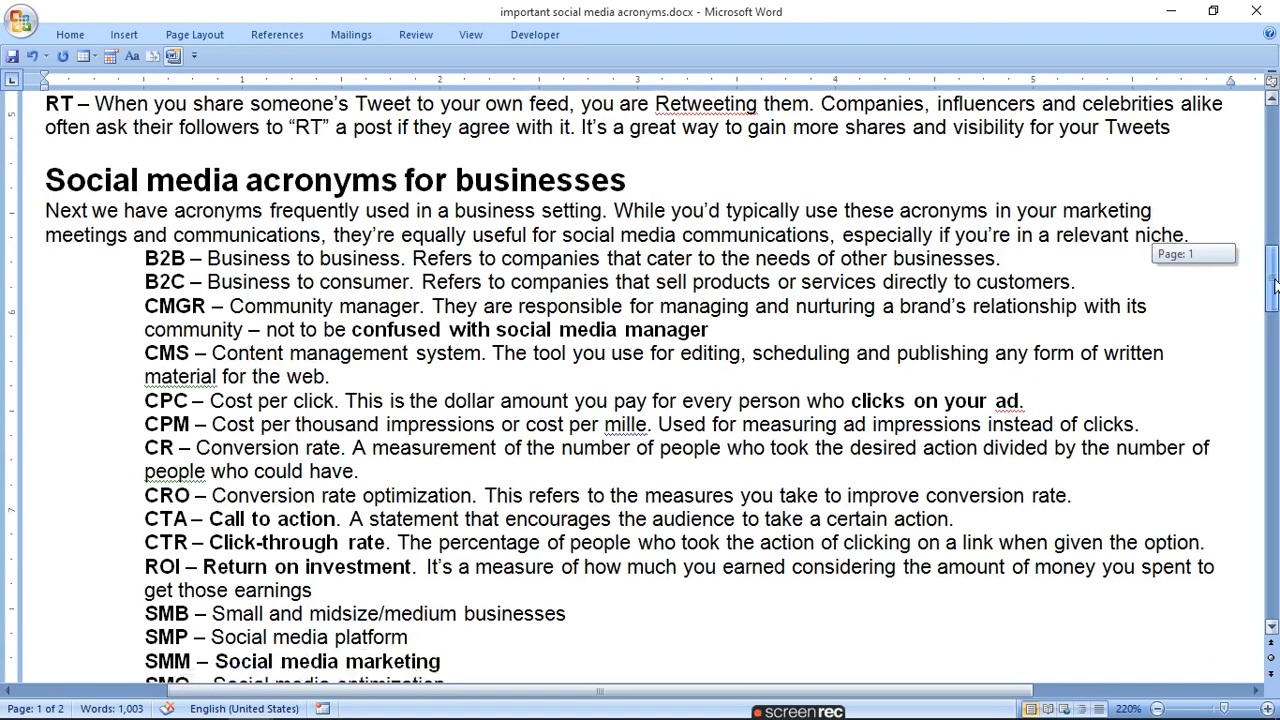 important social media acronyms.docx - Microsoft Word
Home Insert Page Layout References Mailings Review View Developer
Aa
1 2 3 4 5 6
RT – When you share someone’s Tweet to your own feed, you are Retweeting them. Companies, influencers and celebrities alike
often ask their followers to “RT” a post if they agree with it. It’s a great way to gain more shares and visibility for your Tweets
Social media acronyms for businesses
Next we have acronyms frequently used in a business setting. While you’d typically use these acronyms in your marketing
meetings and communications, they’re equally useful for social media communications, especially if you’re in a relevant niche.
Page: 1
B2B – Business to business. Refers to companies that cater to the needs of other businesses.
B2C – Business to consumer. Refers to companies that sell products or services directly to customers.
CMGR – Community manager. They are responsible for managing and nurturing a brand’s relationship with its
community – not to be confused with social media manager
CMS – Content management system. The tool you use for editing, scheduling and publishing any form of written
material for the web.
CPC – Cost per click. This is the dollar amount you pay for every person who clicks on your ad.
CPM – Cost per thousand impressions or cost per mille. Used for measuring ad impressions instead of clicks.
CR – Conversion rate. A measurement of the number of people who took the desired action divided by the number of
people who could have.
CRO – Conversion rate optimization. This refers to the measures you take to improve conversion rate.
CTA – Call to action. A statement that encourages the audience to take a certain action.
CTR – Click-through rate. The percentage of people who took the action of clicking on a link when given the option.
ROI – Return on investment. It’s a measure of how much you earned considering the amount of money you spent to
get those earnings
SMB – Small and midsize/medium businesses
SMP – Social media platform
SMM – Social media marketing
SMO – Social media optimization
5
6
7
Page: 1 of 2 Words: 1,003 English (United States) 220%
screenrec